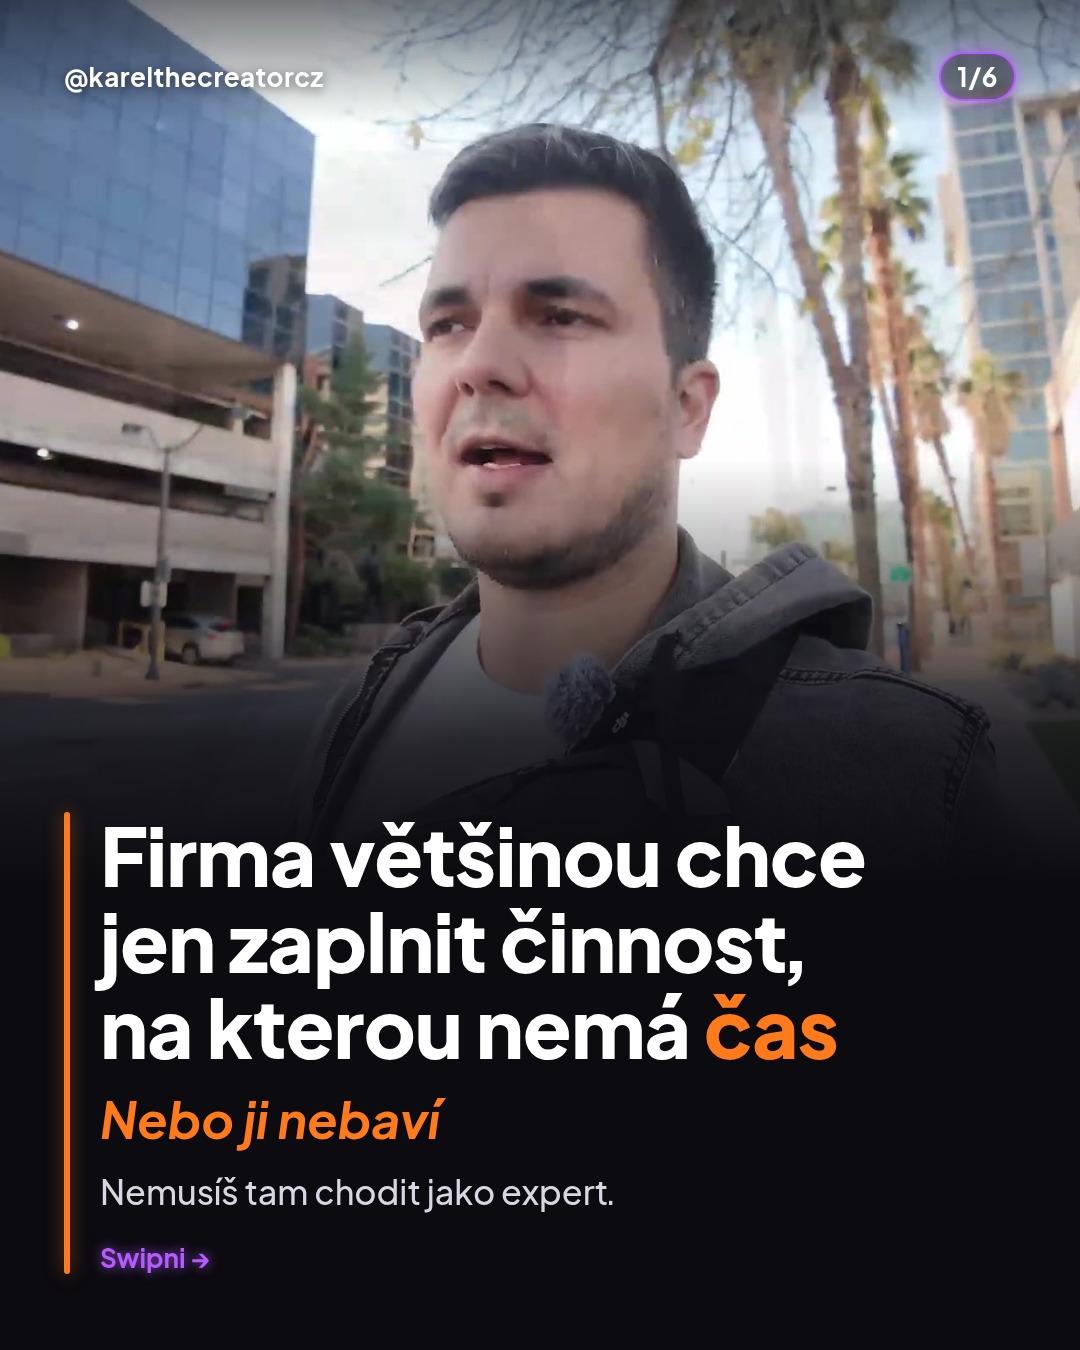 @karelthecreatorcz
1/6
Firma většinou chce
jen zaplnit činnost,
na kterou nemá čas
Nebo ji nebaví
Nemusíš tam chodit jako expert.
Swipni →